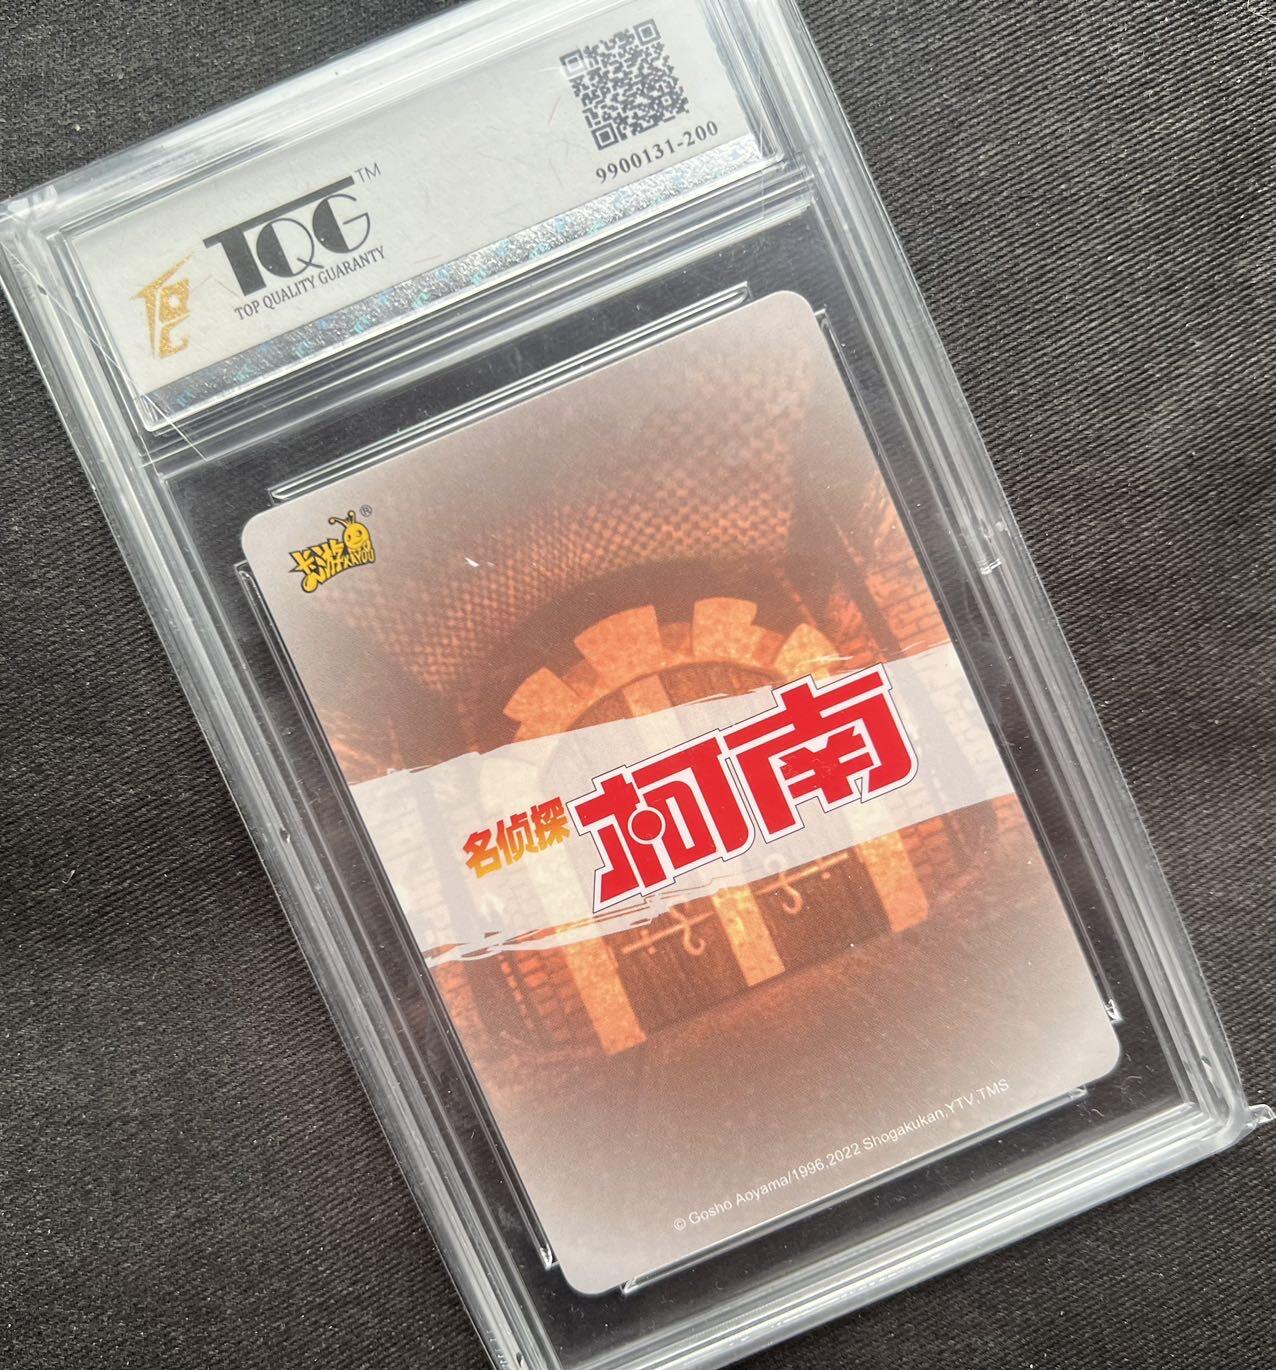 TQG™
TOP QUALITY GUARANTY
9900131-200
卡游®
KAYOU
名侦探
柯南
© Gosho Aoyama/1996,2022 Shogakukan,YTV,TMS